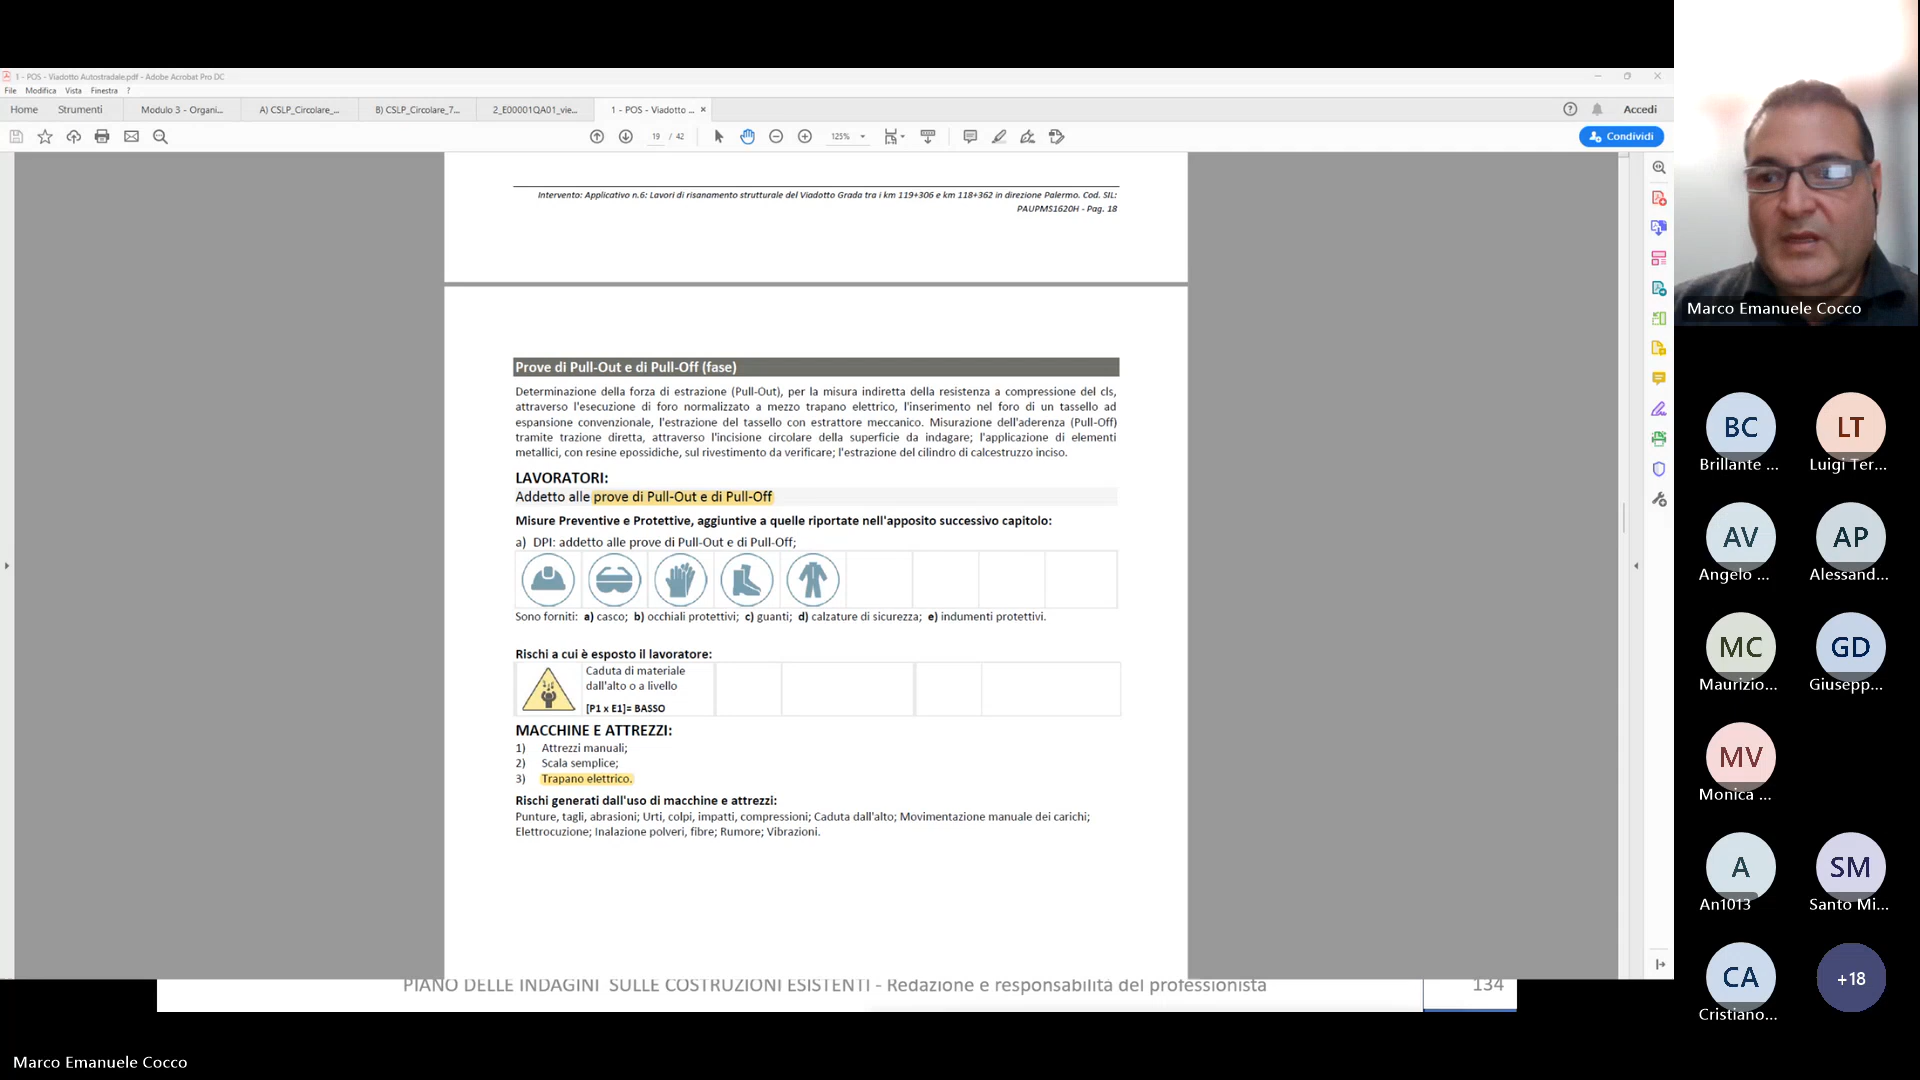 1 - POS - Viadotto Autostradale.pdf - Adobe Acrobat Pro DC
File Modifica Vista Finestra ?
Home Strumenti Modulo 3 - Organi... A) CSLP_Circolare_... B) CSLP_Circolare_7... 2_E00001QA01_vie... 1 - POS - Viadotto ... × Accedi
19 / 42 125% Condividi
Intervento: Applicativo n.6: Lavori di risanamento strutturale del Viadotto Grada tra i km 119+306 e km 118+362 in direzione Palermo. Cod. SIL:
PAUPMS1620H - Pag. 18
Prove di Pull-Out e di Pull-Off (fase)
Determinazione della forza di estrazione (Pull-Out), per la misura indiretta della resistenza a compressione del cls,
attraverso l'esecuzione di foro normalizzato a mezzo trapano elettrico, l'inserimento nel foro di un tassello ad
espansione convenzionale, l'estrazione del tassello con estrattore meccanico. Misurazione dell'aderenza (Pull-Off)
tramite trazione diretta, attraverso l'incisione circolare della superficie da indagare; l'applicazione di elementi
metallici, con resine epossidiche, sul rivestimento da verificare; l'estrazione del cilindro di calcestruzzo inciso.
LAVORATORI:
Addetto alle prove di Pull-Out e di Pull-Off
Misure Preventive e Protettive, aggiuntive a quelle riportate nell'apposito successivo capitolo:
a) DPI: addetto alle prove di Pull-Out e di Pull-Off;
Sono forniti: a) casco; b) occhiali protettivi; c) guanti; d) calzature di sicurezza; e) indumenti protettivi.
Rischi a cui è esposto il lavoratore:
Caduta di materiale
dall'alto o a livello
[P1 x E1]= BASSO
MACCHINE E ATTREZZI:
1) Attrezzi manuali;
2) Scala semplice;
3) Trapano elettrico.
Rischi generati dall'uso di macchine e attrezzi:
Punture, tagli, abrasioni; Urti, colpi, impatti, compressioni; Caduta dall'alto; Movimentazione manuale dei carichi;
Elettrocuzione; Inalazione polveri, fibre; Rumore; Vibrazioni.
PIANO DELLE INDAGINI SULLE COSTRUZIONI ESISTENTI - Redazione e responsabilità del professionista 134
Marco Emanuele Cocco
Marco Emanuele Cocco
BC LT
Brillante ... Luigi Ter...
AV AP
Angelo ... Alessand...
MC GD
Maurizio... Giusepp...
MV
Monica ...
A SM
An1013 Santo Mi...
CA +18
Cristiano...